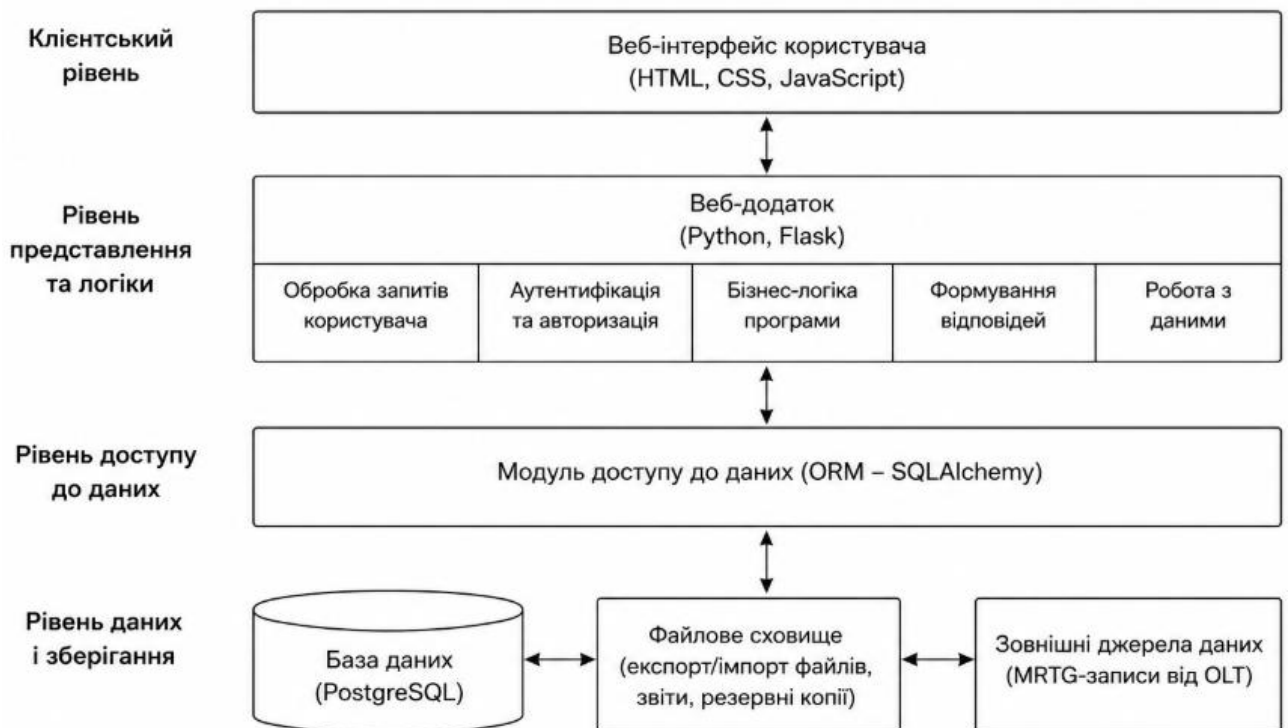 Клієнтський
рівень
Веб-інтерфейс користувача
(HTML, CSS, JavaScript)
Рівень
представлення
та логіки
Веб-додаток
(Python, Flask)
Обробка запитів
користувача
Аутентифікація
та авторизація
Бізнес-логіка
програми
Формування
відповідей
Робота з
даними
Рівень доступу
до даних
Модуль доступу до даних (ORM – SQLAlchemy)
Рівень даних
і зберігання
База даних
(PostgreSQL)
Файлове сховище
(експорт/імпорт файлів,
звіти, резервні копії)
Зовнішні джерела даних
(MRTG-записи від OLT)